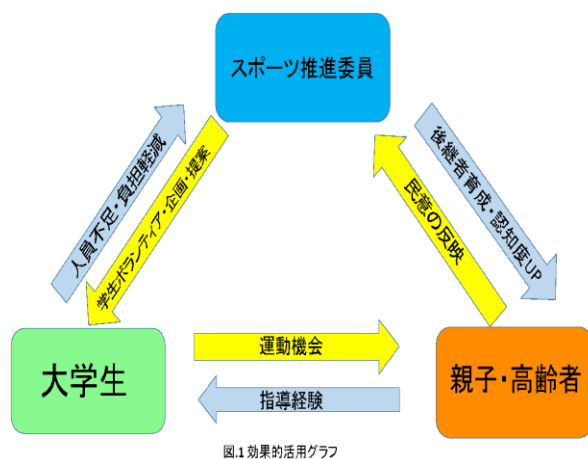 スポーツ推進委員
人員不足・負担軽減
学生ボランティア・企画・提案
民意の反映
後継者育成・認知度UP
大学生
運動機会
指導経験
親子・高齢者
図.1 効果的活用グラフ